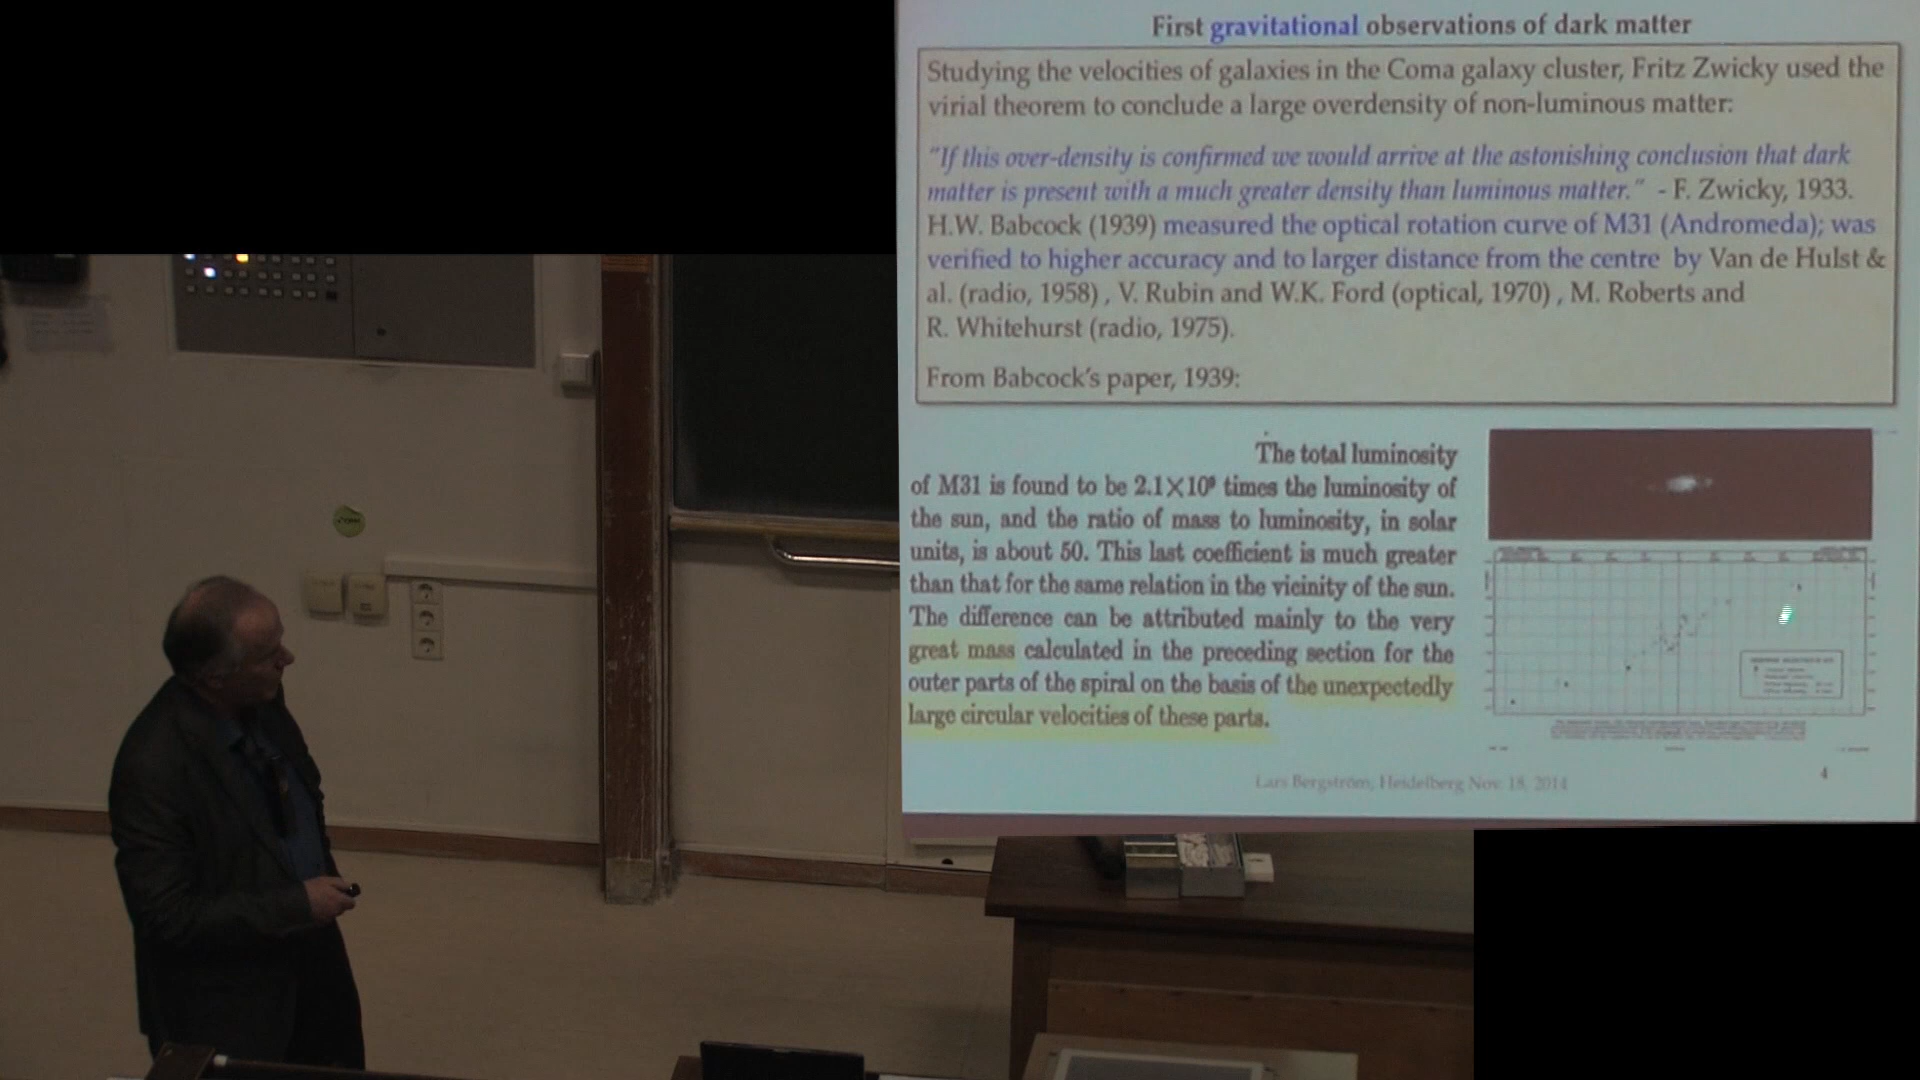 First gravitational observations of dark matter
Studying the velocities of galaxies in the Coma galaxy cluster, Fritz Zwicky used the
virial theorem to conclude a large overdensity of non-luminous matter:
"If this over-density is confirmed we would arrive at the astonishing conclusion that dark
matter is present with a much greater density than luminous matter." - F. Zwicky, 1933.
H.W. Babcock (1939) measured the optical rotation curve of M31 (Andromeda); was
verified to higher accuracy and to larger distance from the centre by Van de Hulst &
al. (radio, 1958) , V. Rubin and W.K. Ford (optical, 1970) , M. Roberts and
R. Whitehurst (radio, 1975).
From Babcock's paper, 1939:
The total luminosity
of M31 is found to be 2.1×10⁹ times the luminosity of
the sun, and the ratio of mass to luminosity, in solar
units, is about 50. This last coefficient is much greater
than that for the same relation in the vicinity of the sun.
The difference can be attributed mainly to the very
great mass calculated in the preceding section for the
outer parts of the spiral on the basis of the unexpectedly
large circular velocities of these parts.
Lars Bergström, Heidelberg Nov. 18, 2014
4